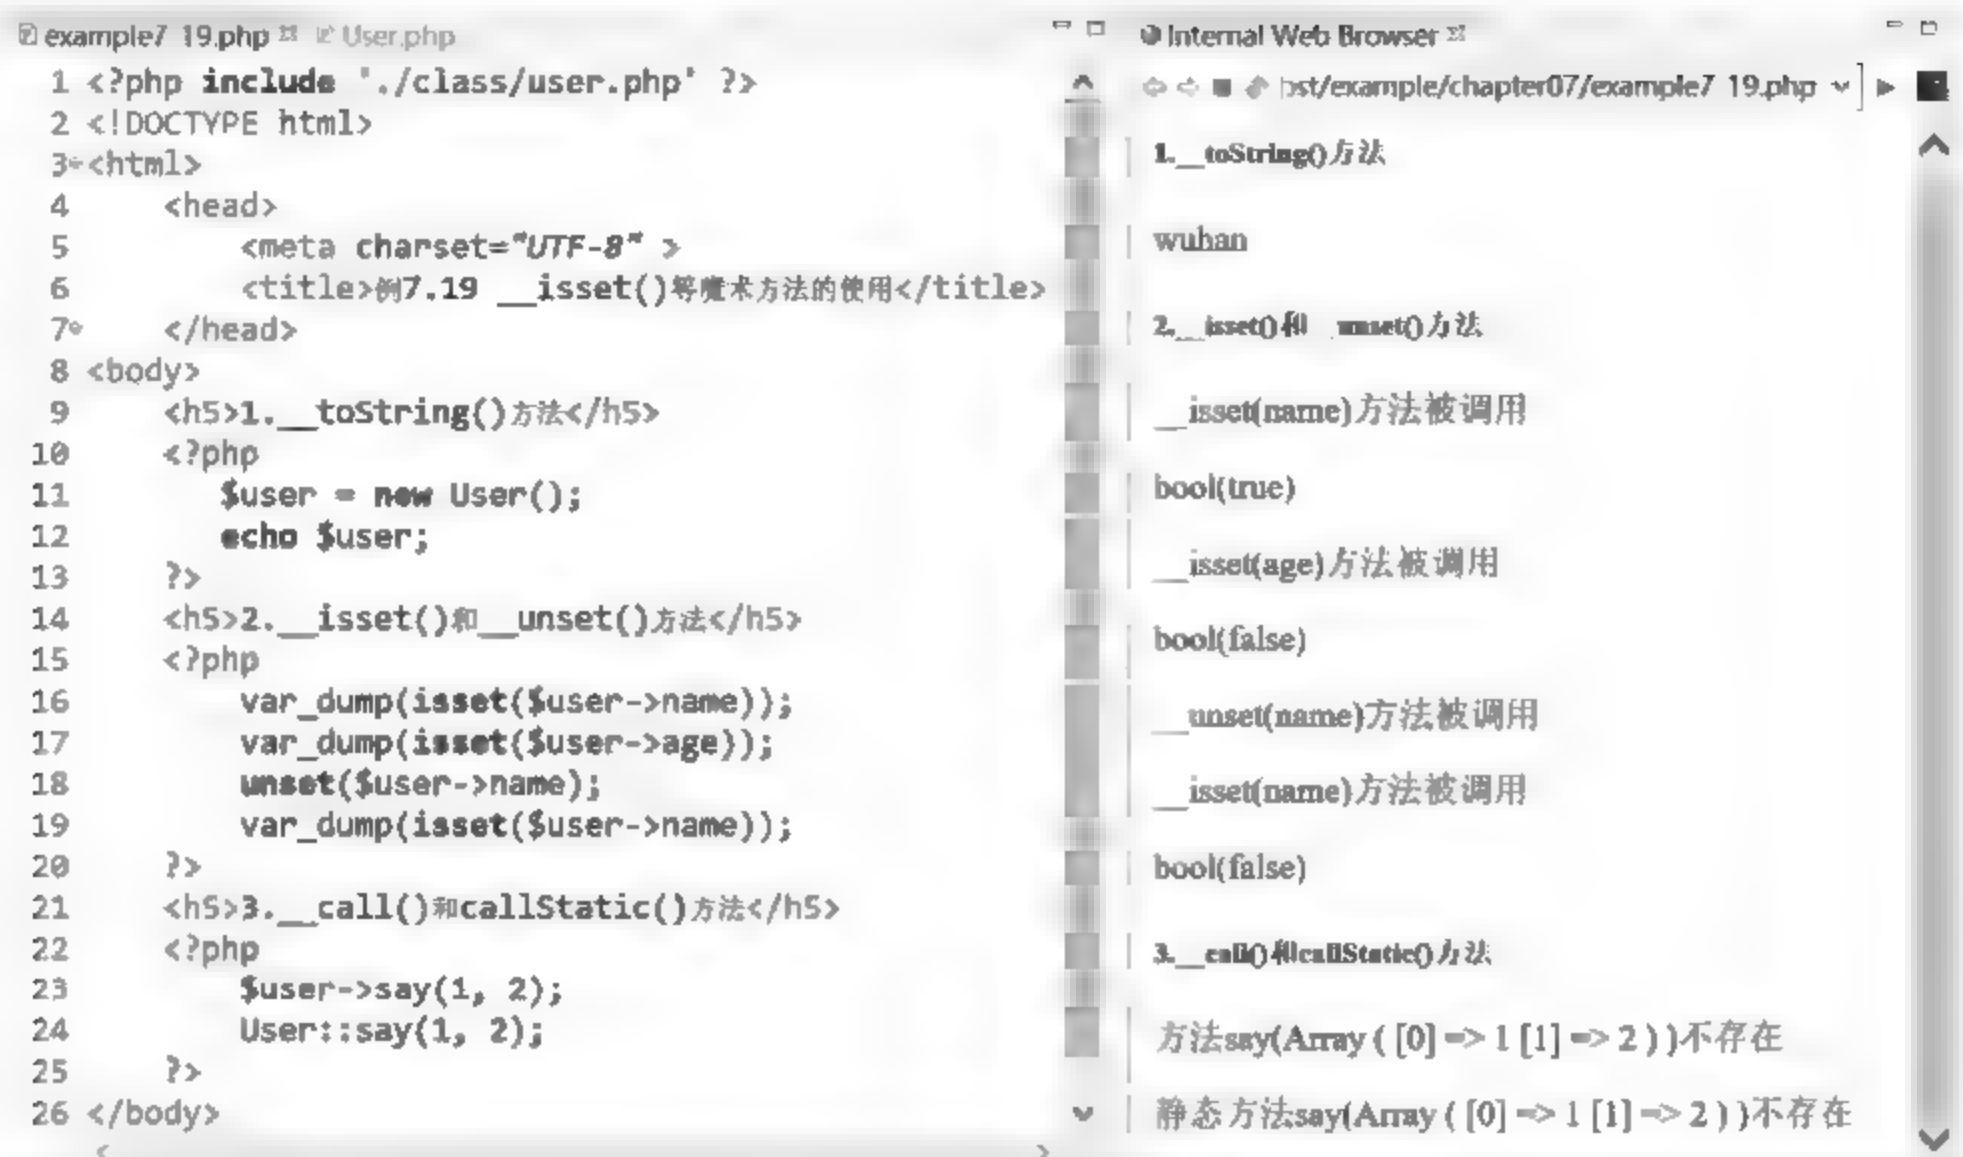 example7_19.php User.php
1 <?php include './class/user.php' ?>
2 <!DOCTYPE html>
3 <html>
4 <head>
5 <meta charset="UTF-8" >
6 <title>例7.19 __isset()等魔术方法的使用</title>
7 </head>
8 <body>
9 <h5>1.__toString()方法</h5>
10 <?php
11 $user = new User();
12 echo $user;
13 ?>
14 <h5>2.__isset()和__unset()方法</h5>
15 <?php
16 var_dump(isset($user->name));
17 var_dump(isset($user->age));
18 unset($user->name);
19 var_dump(isset($user->name));
20 ?>
21 <h5>3.__call()和callStatic()方法</h5>
22 <?php
23 $user->say(1, 2);
24 User::say(1, 2);
25 ?>
26 </body>
Internal Web Browser
ost/example/chapter07/example7_19.php
1.__toString()方法
wuhan
2.__isset()和__unset()方法
__isset(name)方法被调用
bool(true)
__isset(age)方法被调用
bool(false)
__unset(name)方法被调用
__isset(name)方法被调用
bool(false)
3.__call()和callStatic()方法
方法say(Array ( [0] => 1 [1] => 2 ) )不存在
静态方法say(Array ( [0] => 1 [1] => 2 ) )不存在